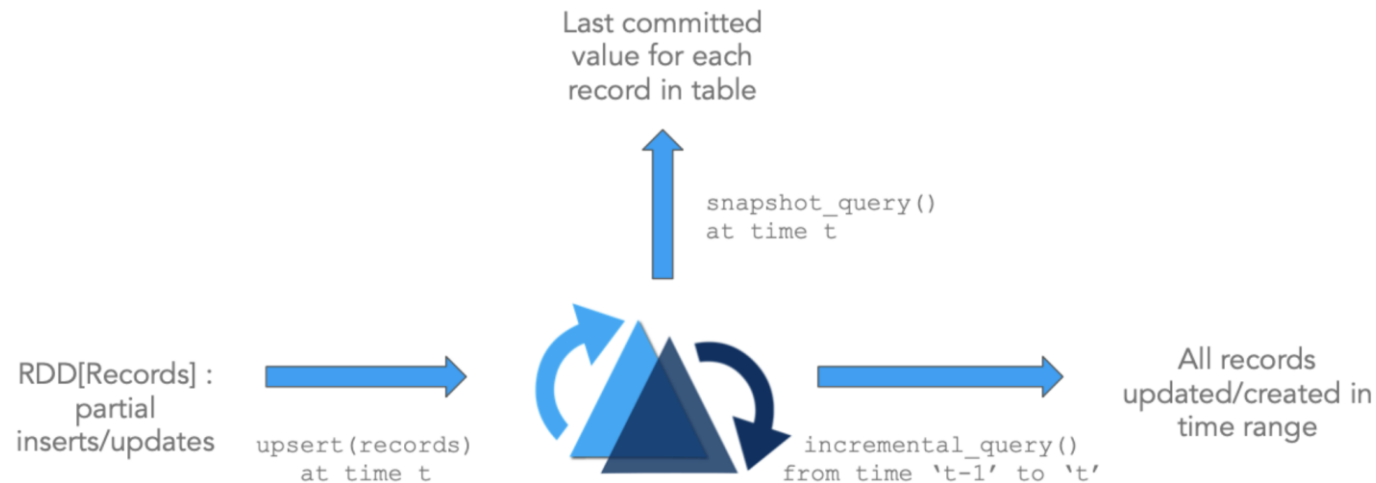 Last committed
value for each
record in table
snapshot_query()
at time t
RDD[Records] :
partial
inserts/updates
upsert(records)
at time t
incremental_query()
from time ‘t-1’ to ‘t’
All records
updated/created in
time range